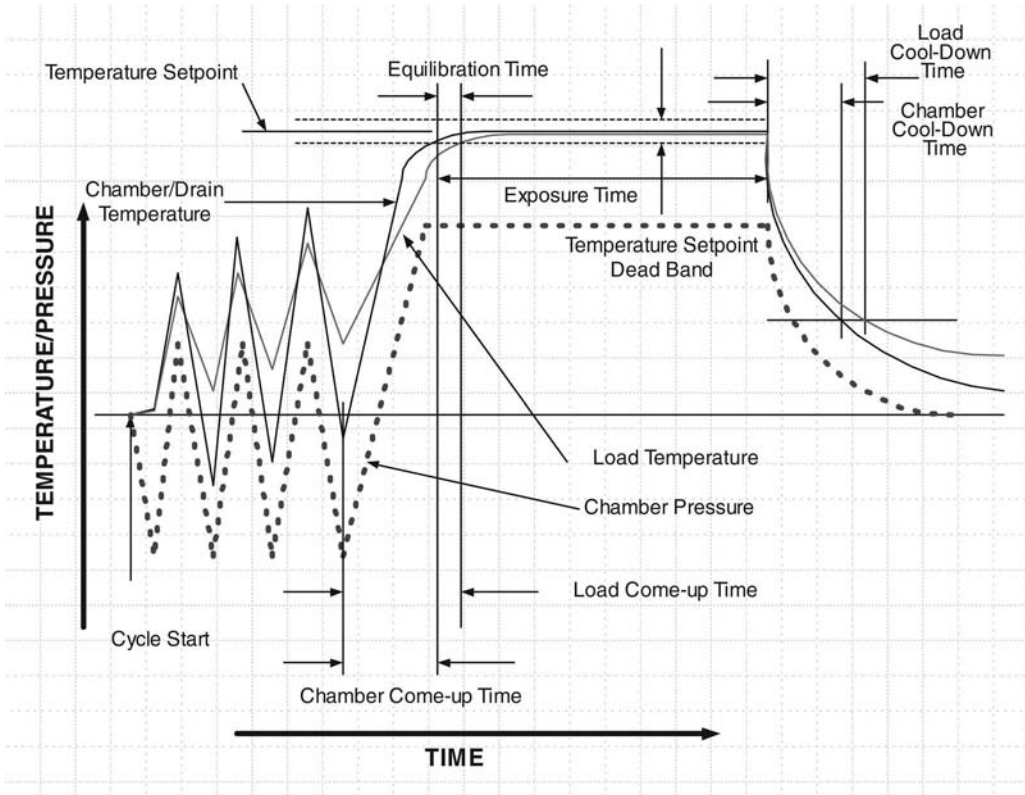 Load
Cool-Down
Time
Temperature Setpoint
Equilibration Time
Chamber
Cool-Down
Time
Chamber/Drain
Temperature
Exposure Time
Temperature Setpoint
Dead Band
TEMPERATURE/PRESSURE
Load Temperature
Chamber Pressure
Load Come-up Time
Cycle Start
Chamber Come-up Time
TIME